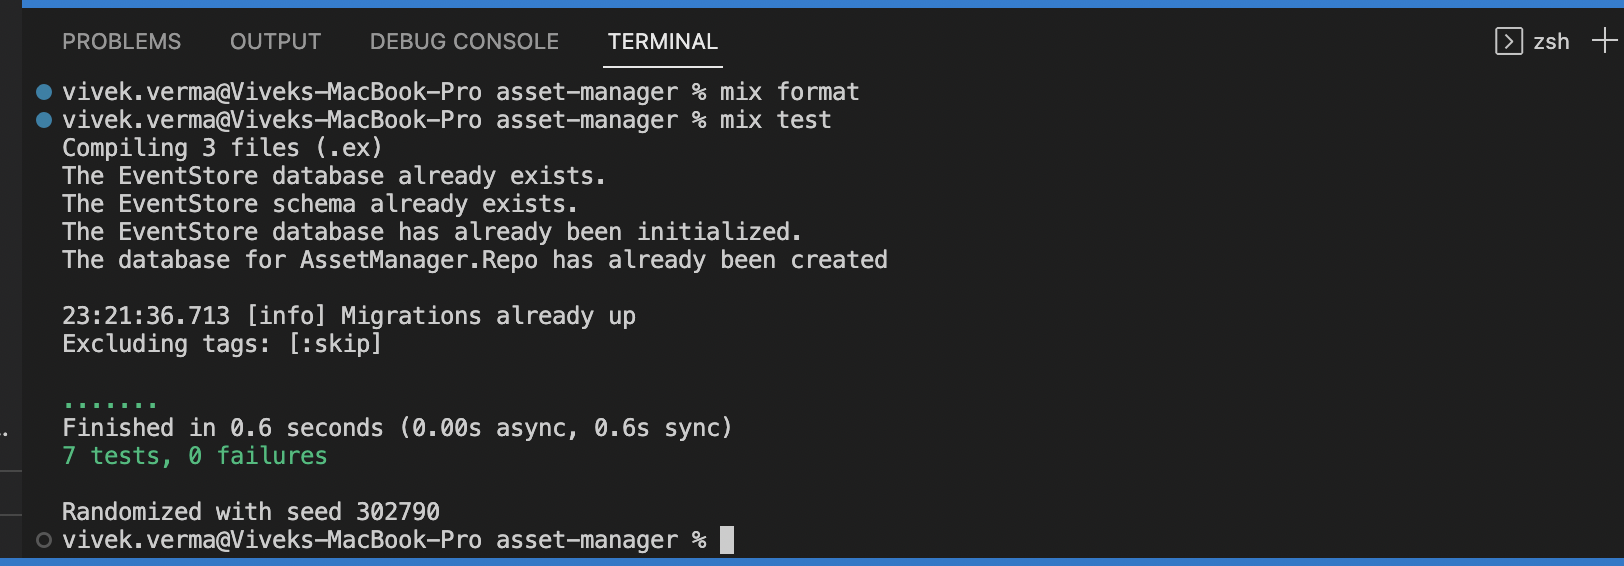 PROBLEMS OUTPUT DEBUG CONSOLE TERMINAL zsh
vivek.verma@Viveks-MacBook-Pro asset-manager % mix format
vivek.verma@Viveks-MacBook-Pro asset-manager % mix test
Compiling 3 files (.ex)
The EventStore database already exists.
The EventStore schema already exists.
The EventStore database has already been initialized.
The database for AssetManager.Repo has already been created
23:21:36.713 [info] Migrations already up
Excluding tags: [:skip]
.......
Finished in 0.6 seconds (0.00s async, 0.6s sync)
7 tests, 0 failures
Randomized with seed 302790
vivek.verma@Viveks-MacBook-Pro asset-manager %